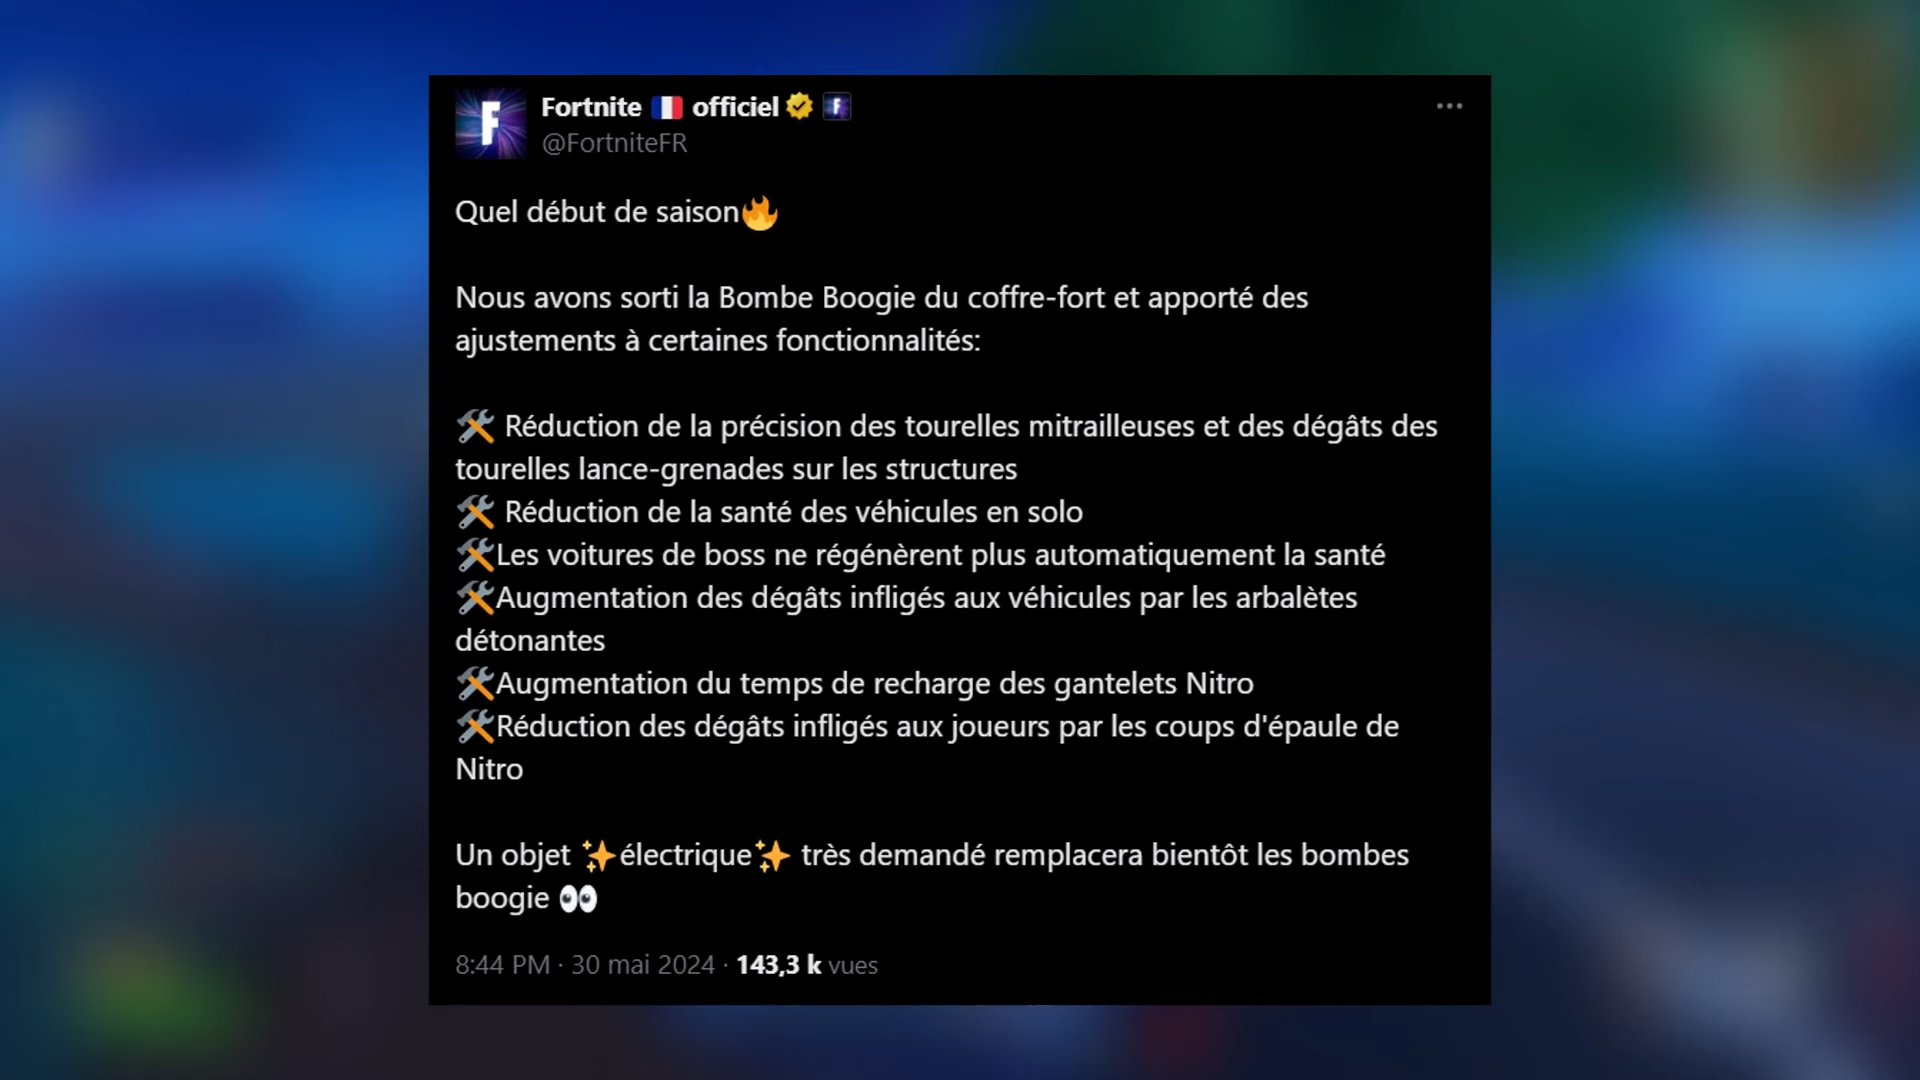 Fortnite 🇫🇷 officiel
@FortniteFR
Quel début de saison🔥
Nous avons sorti la Bombe Boogie du coffre-fort et apporté des
ajustements à certaines fonctionnalités:
🛠️ Réduction de la précision des tourelles mitrailleuses et des dégâts des
tourelles lance-grenades sur les structures
🛠️ Réduction de la santé des véhicules en solo
🛠️Les voitures de boss ne régénèrent plus automatiquement la santé
🛠️Augmentation des dégâts infligés aux véhicules par les arbalètes
détonantes
🛠️Augmentation du temps de recharge des gantelets Nitro
🛠️Réduction des dégâts infligés aux joueurs par les coups d'épaule de
Nitro
Un objet ✨électrique✨ très demandé remplacera bientôt les bombes
boogie 👀
8:44 PM · 30 mai 2024 · 143,3 k vues